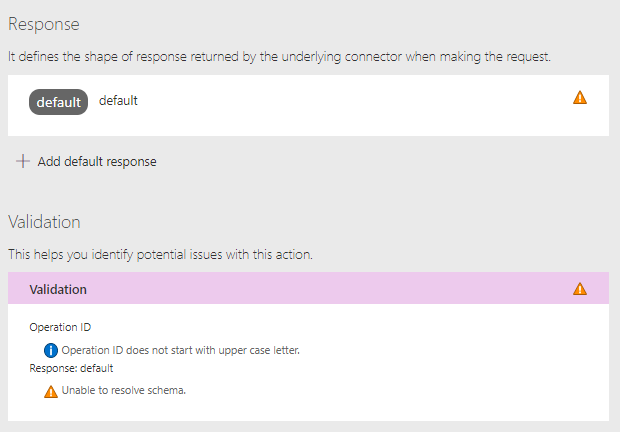 Response
It defines the shape of response returned by the underlying connector when making the request.
default default
Add default response
Validation
This helps you identify potential issues with this action.
Validation
Operation ID
Operation ID does not start with upper case letter.
Response: default
Unable to resolve schema.